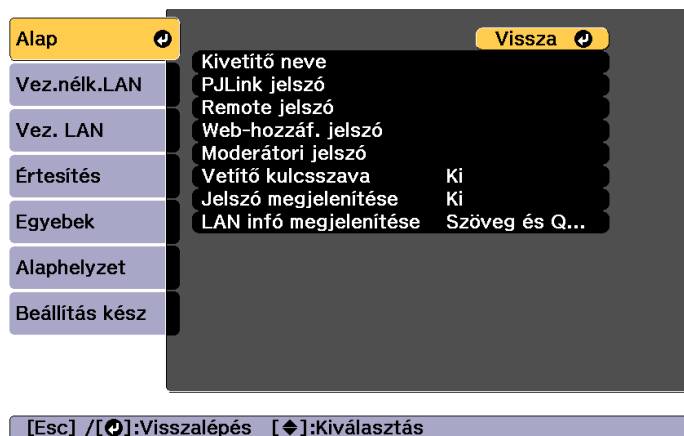 Alap
Vez.nélk.LAN
Vez. LAN
Értesítés
Egyebek
Alaphelyzet
Beállítás kész
Vissza
Kivetítő neve
PJLink jelszó
Remote jelszó
Web-hozzáf. jelszó
Moderátori jelszó
Vetítő kulcsszava Ki
Jelszó megjelenítése Ki
LAN infó megjelenítése Szöveg és Q...
[Esc] /[]:Visszalépés [◆]:Kiválasztás